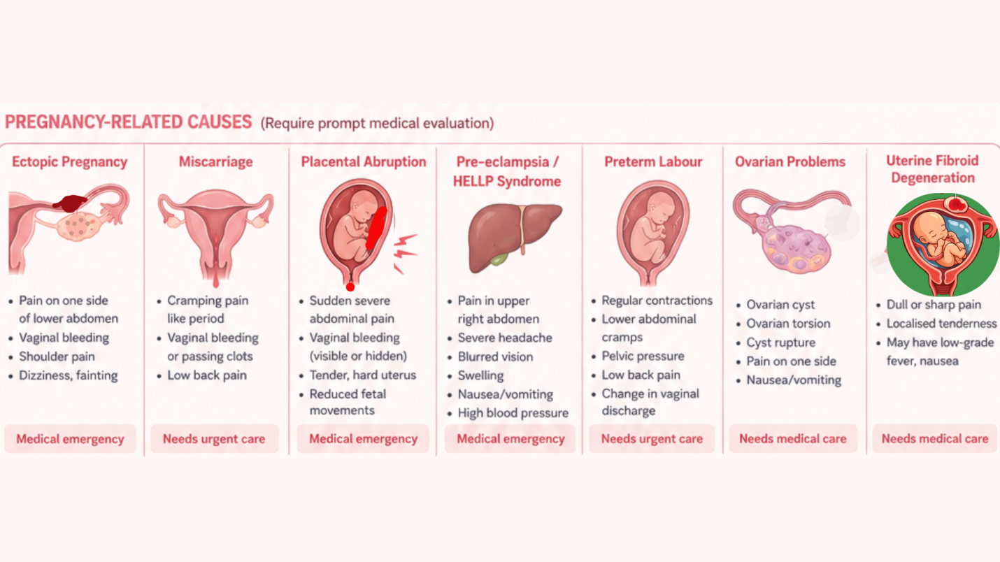 PREGNANCY-RELATED CAUSES (Require prompt medical evaluation)
Ectopic Pregnancy
• Pain on one side
of lower abdomen
• Vaginal bleeding
• Shoulder pain
• Dizziness, fainting
Medical emergency
Miscarriage
• Cramping pain
like period
• Vaginal bleeding
or passing clots
• Low back pain
Needs urgent care
Placental Abruption
• Sudden severe
abdominal pain
• Vaginal bleeding
(visible or hidden)
• Tender, hard uterus
• Reduced fetal
movements
Medical emergency
Pre-eclampsia /
HELLP Syndrome
• Pain in upper
right abdomen
• Severe headache
• Blurred vision
• Swelling
• Nausea/vomiting
• High blood pressure
Medical emergency
Preterm Labour
• Regular contractions
• Lower abdominal
cramps
• Pelvic pressure
• Low back pain
• Change in vaginal
discharge
Needs urgent care
Ovarian Problems
• Ovarian cyst
• Ovarian torsion
• Cyst rupture
• Pain on one side
• Nausea/vomiting
Needs medical care
Uterine Fibroid
Degeneration
• Dull or sharp pain
• Localised tenderness
• May have low-grade
fever, nausea
Needs medical care